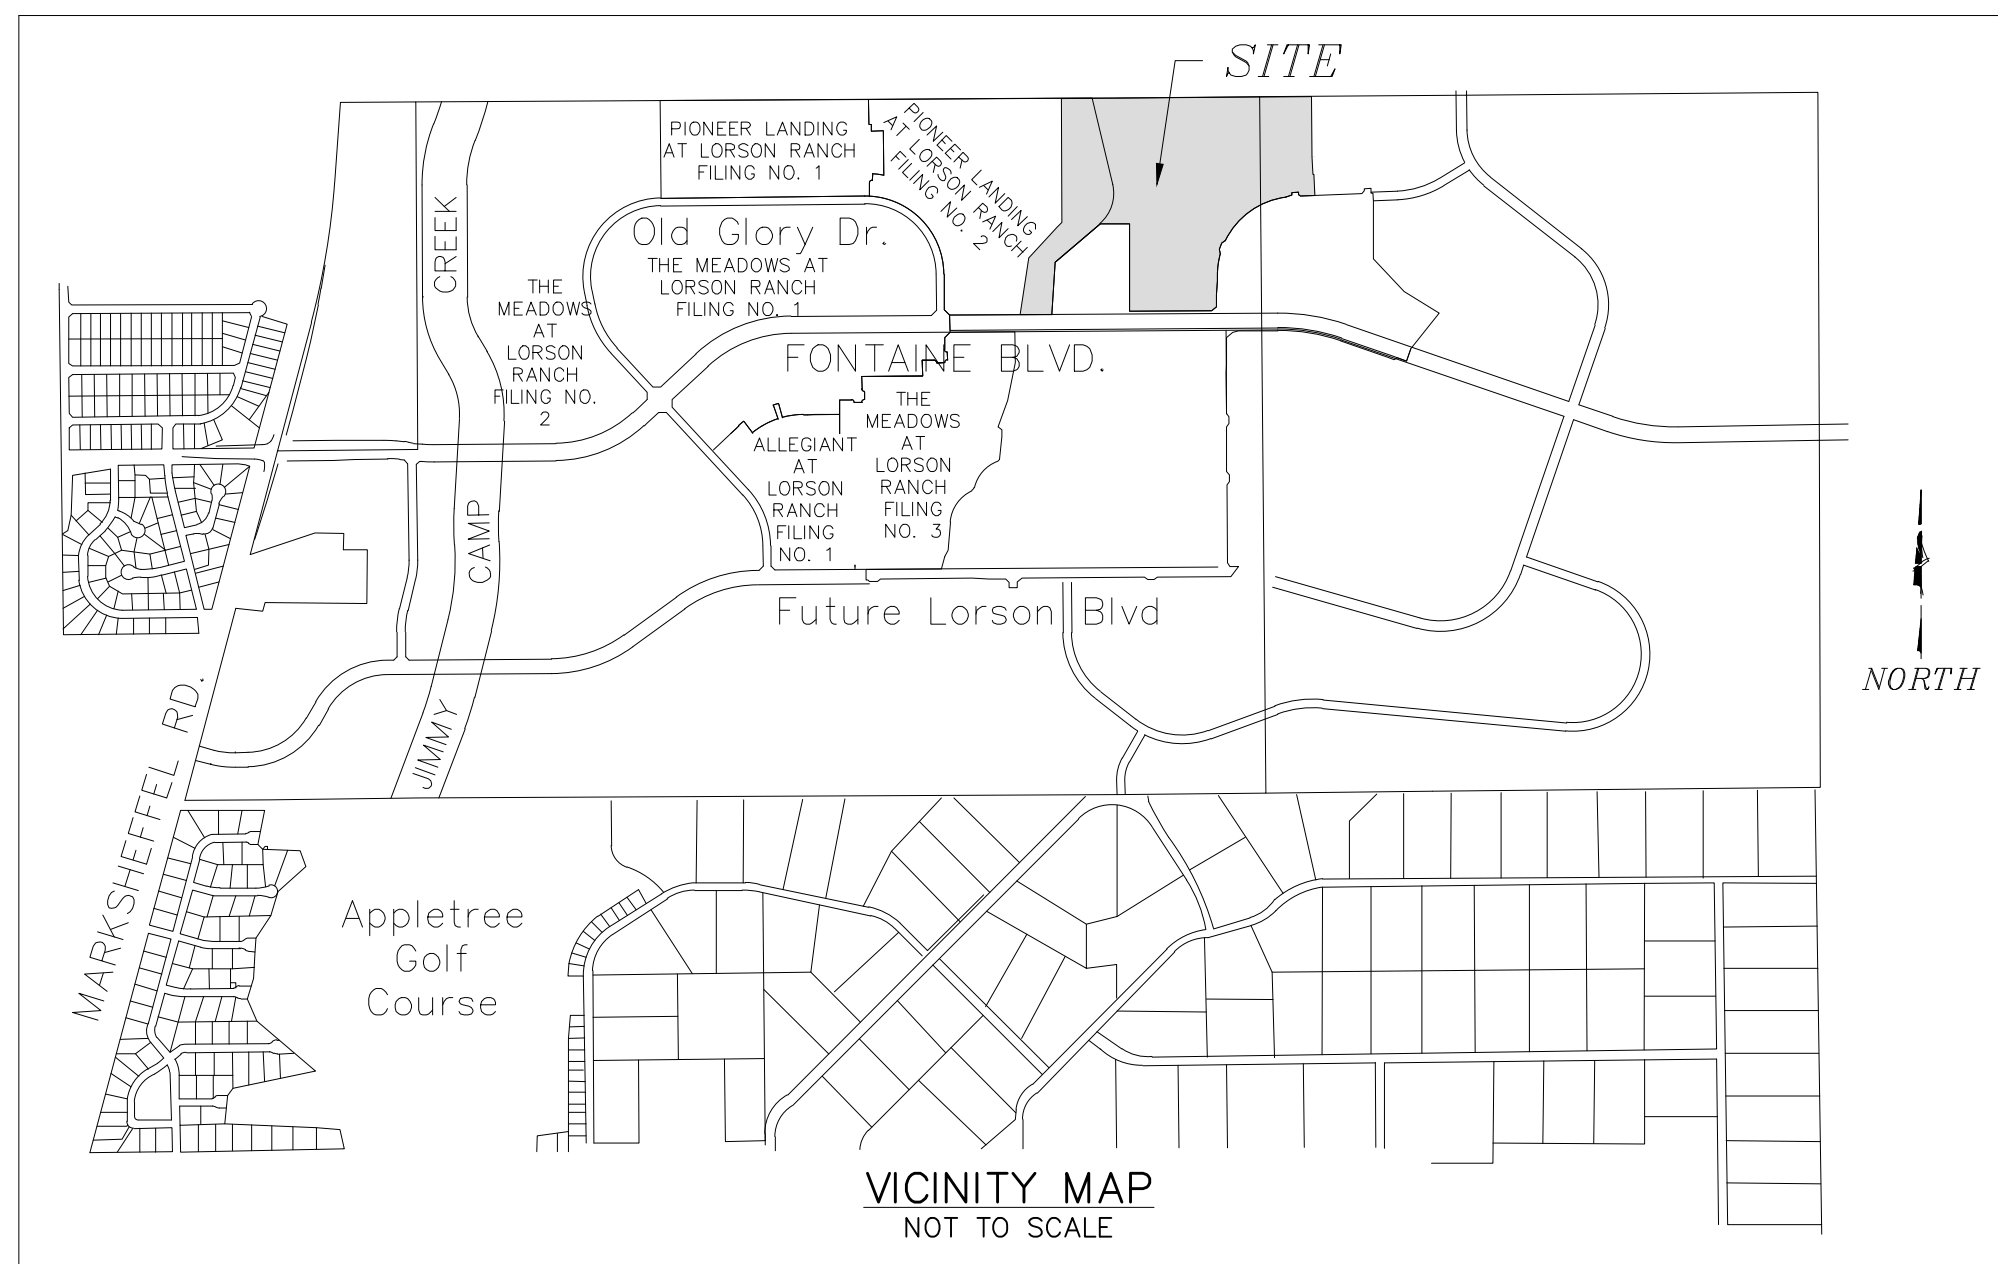 SITE
PIONEER LANDING
AT LORSON RANCH
FILING NO. 1
PIONEER LANDING
AT LORSON RANCH
FILING NO. 2
CREEK
Old Glory Dr.
THE MEADOWS AT
LORSON RANCH
FILING NO. 1
THE
MEADOWS
AT
LORSON
RANCH
FILING NO.
2
FONTAINE BLVD.
THE
MEADOWS
AT
LORSON
RANCH
FILING
NO. 3
ALLEGIANT
AT
LORSON
RANCH
FILING
NO. 1
CAMP
Future Lorson Blvd
JIMMY
NORTH
MARKSHEFFEL RD.
Appletree
Golf
Course
VICINITY MAP
NOT TO SCALE